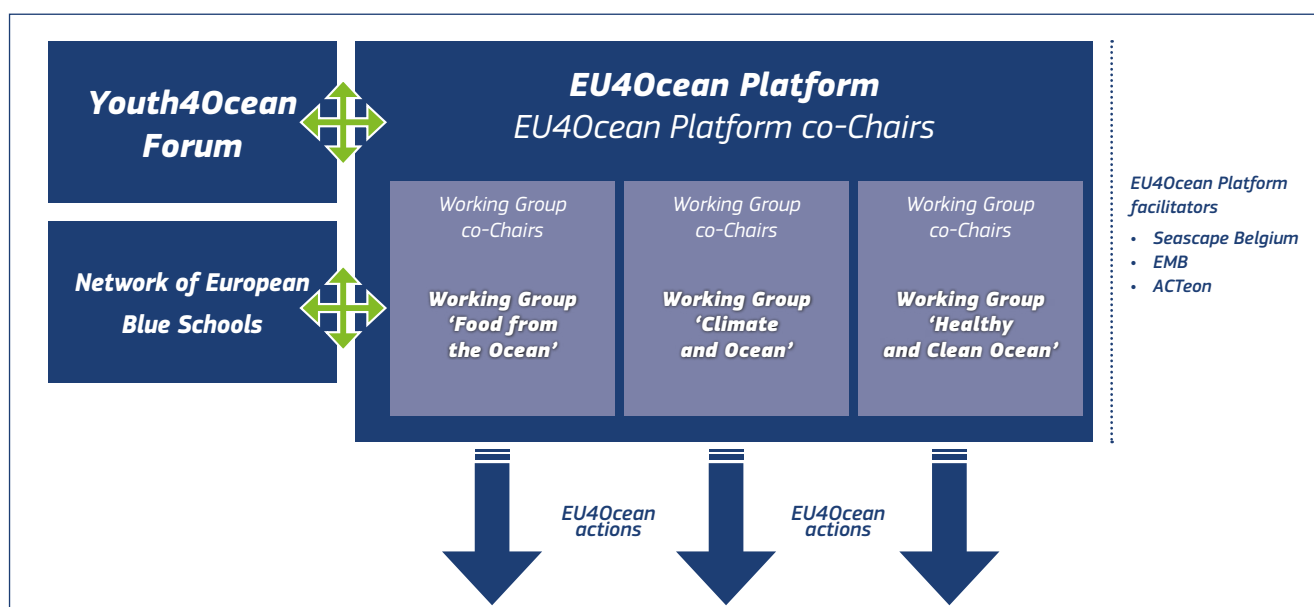 Youth4Ocean
Forum
Network of European
Blue Schools
EU4Ocean Platform
EU4Ocean Platform co-Chairs
Working Group
co-Chairs
Working Group
‘Food from
the Ocean’
Working Group
co-Chairs
Working Group
‘Climate
and Ocean’
Working Group
co-Chairs
Working Group
‘Healthy
and Clean Ocean’
EU4Ocean Platform
facilitators
• Seascape Belgium
• EMB
• ACTeon
EU4Ocean
actions
EU4Ocean
actions